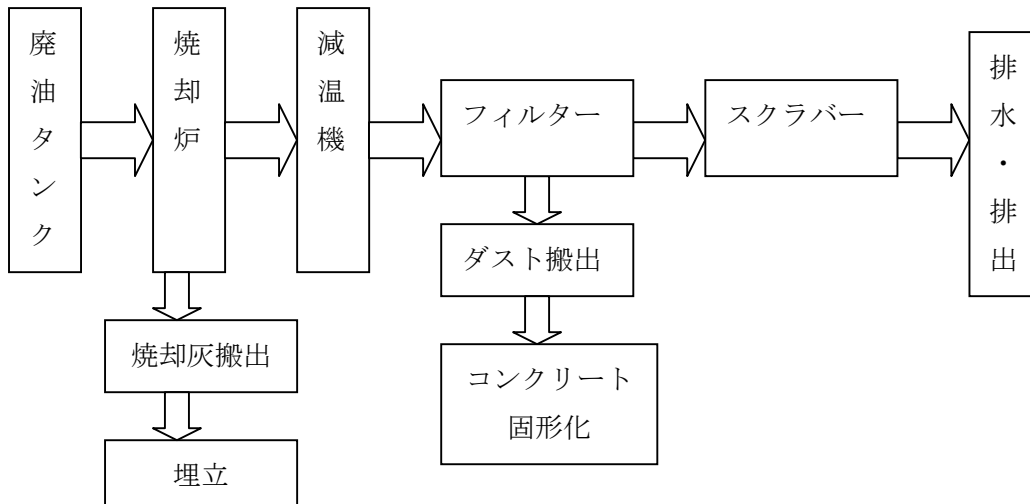 廃油タンク
焼却炉
減温機
フィルター
スクラバー
排水・排出
ダスト搬出
焼却灰搬出
コンクリート
固形化
埋立